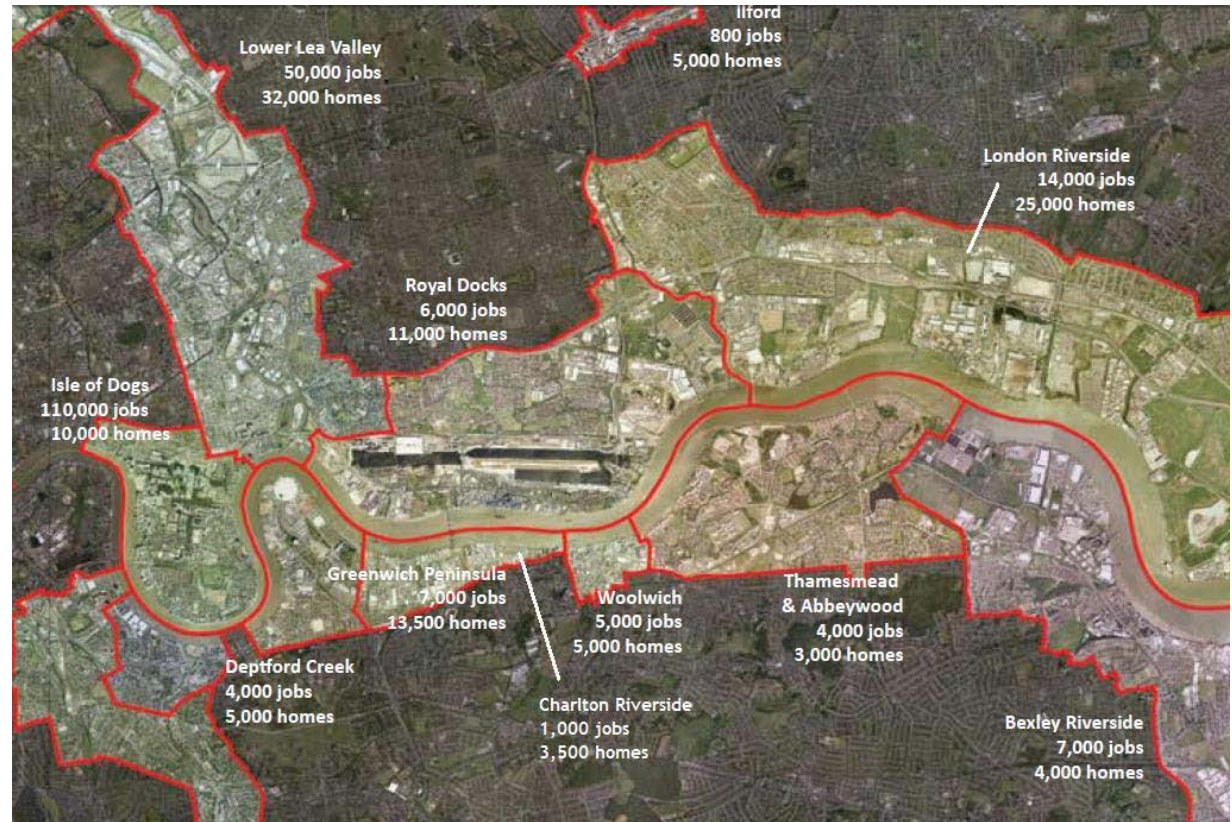 Ilford
800 jobs
5,000 homes
Lower Lea Valley
50,000 jobs
32,000 homes
London Riverside
14,000 jobs
25,000 homes
Royal Docks
6,000 jobs
11,000 homes
Isle of Dogs
110,000 jobs
10,000 homes
Greenwich Peninsula
7,000 jobs
13,500 homes
Woolwich
5,000 jobs
5,000 homes
Thamesmead
& Abbeywood
4,000 jobs
3,000 homes
Deptford Creek
4,000 jobs
5,000 homes
Charlton Riverside
1,000 jobs
3,500 homes
Bexley Riverside
7,000 jobs
4,000 homes